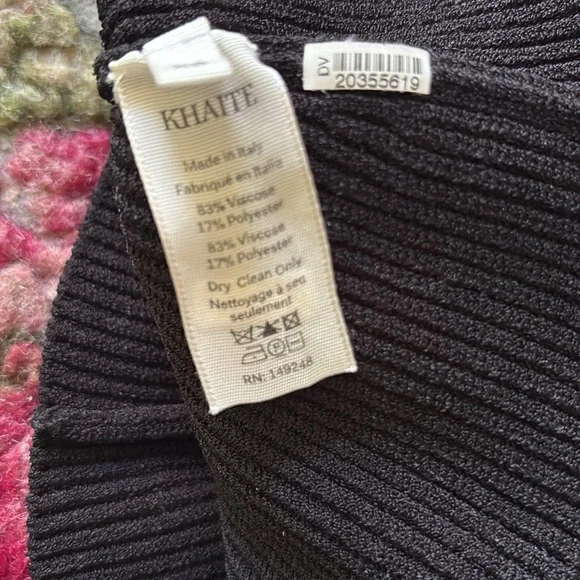 KHAITE
Made in Italy
Fabriqué en Italia
83% Viscose
17% Polyester
83% Viscose
17% Polyester
Dry Clean Only
Nettoyage à sec
seulement
RN: 149248
DV
20355619